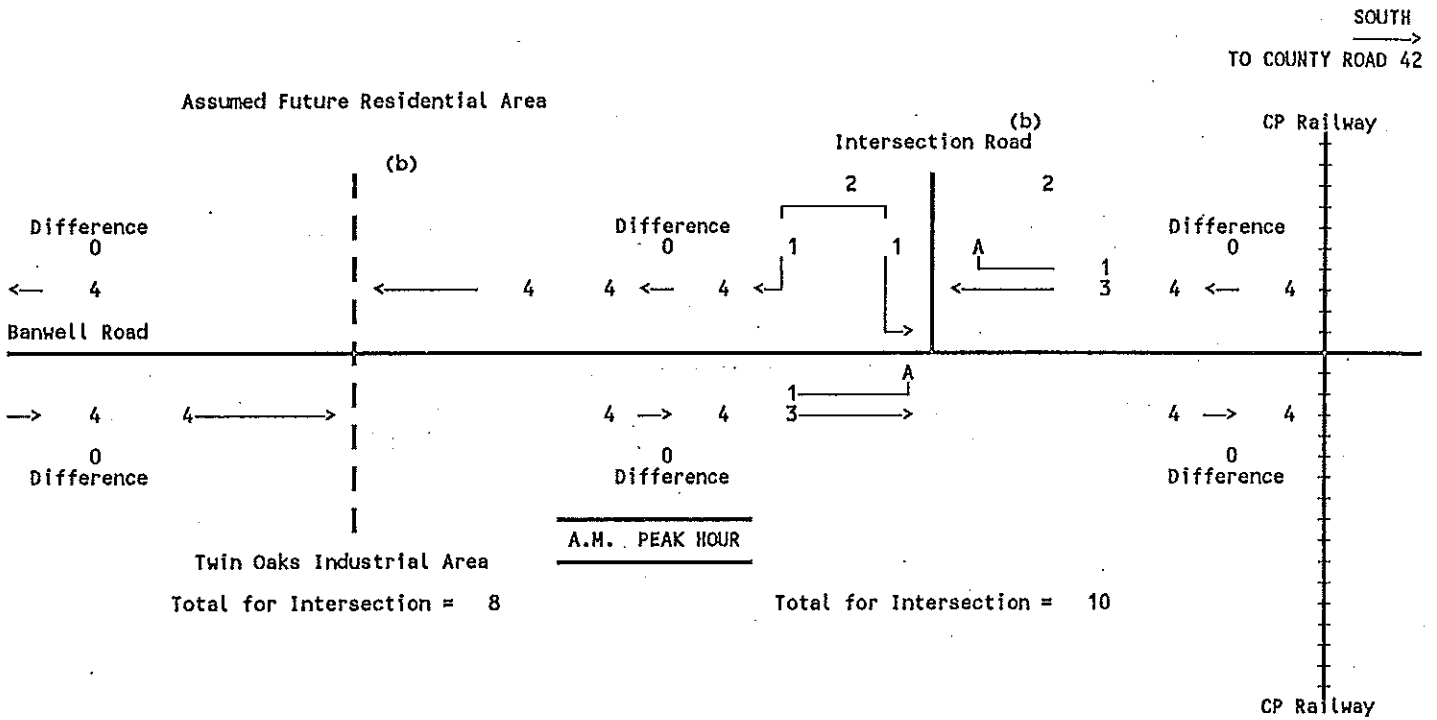 SOUTH
TO COUNTY ROAD 42
Assumed Future Residential Area
(b)
CP Railway
Intersection Road
(b)
2 2
Difference Difference Difference
0 0 1 1 A 0
1
4 4 4 4 3 4 4
Banwell Road
A
1
4 4 4 4 3 4 4
0 0 0
Difference Difference Difference
A.M. PEAK HOUR
Twin Oaks Industrial Area
Total for Intersection = 8 Total for Intersection = 10
CP Railway